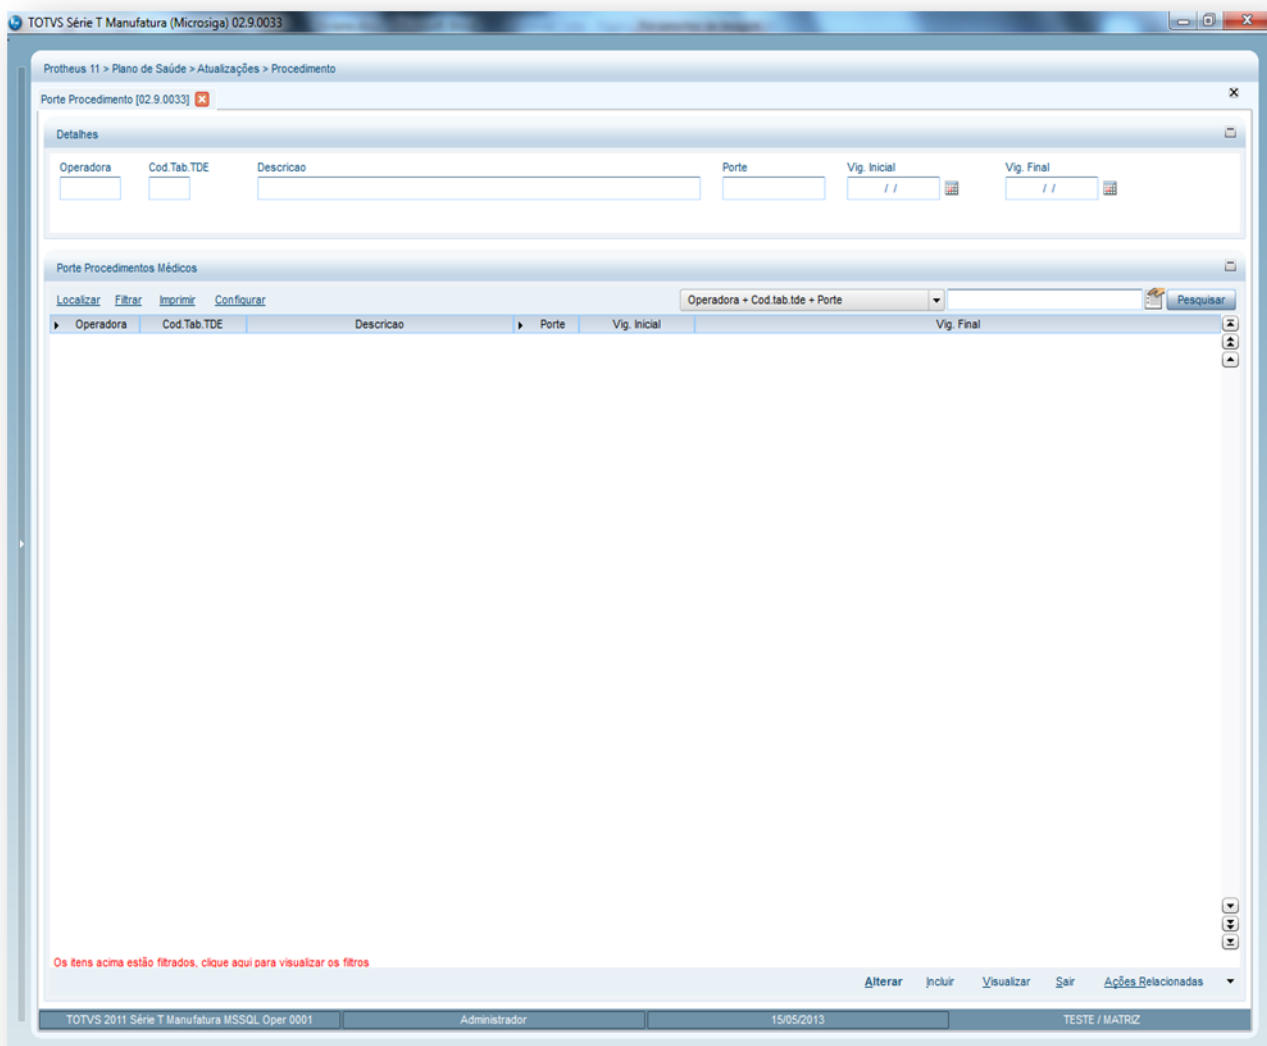 TOTVS Série T Manufatura (Microsiga) 02.9.0033
Protheus 11 > Plano de Saúde > Atualizações > Procedimento
Porte Procedimento [02.9.0033]
Detalhes
Operadora Cod.Tab.TDE Descricao Porte Vig. Inicial Vig. Final
/ / / /
Porte Procedimentos Médicos
Localizar Filtrar Imprimir Configurar Operadora + Cod.tab.tde + Porte Pesquisar
Operadora Cod.Tab.TDE Descricao Porte Vig. Inicial Vig. Final
Os itens acima estão filtrados, clique aqui para visualizar os filtros
Alterar Incluir Visualizar Sair Ações Relacionadas
TOTVS 2011 Série T Manufatura MSSQL Oper 0001 Administrador 15/05/2013 TESTE / MATRIZ